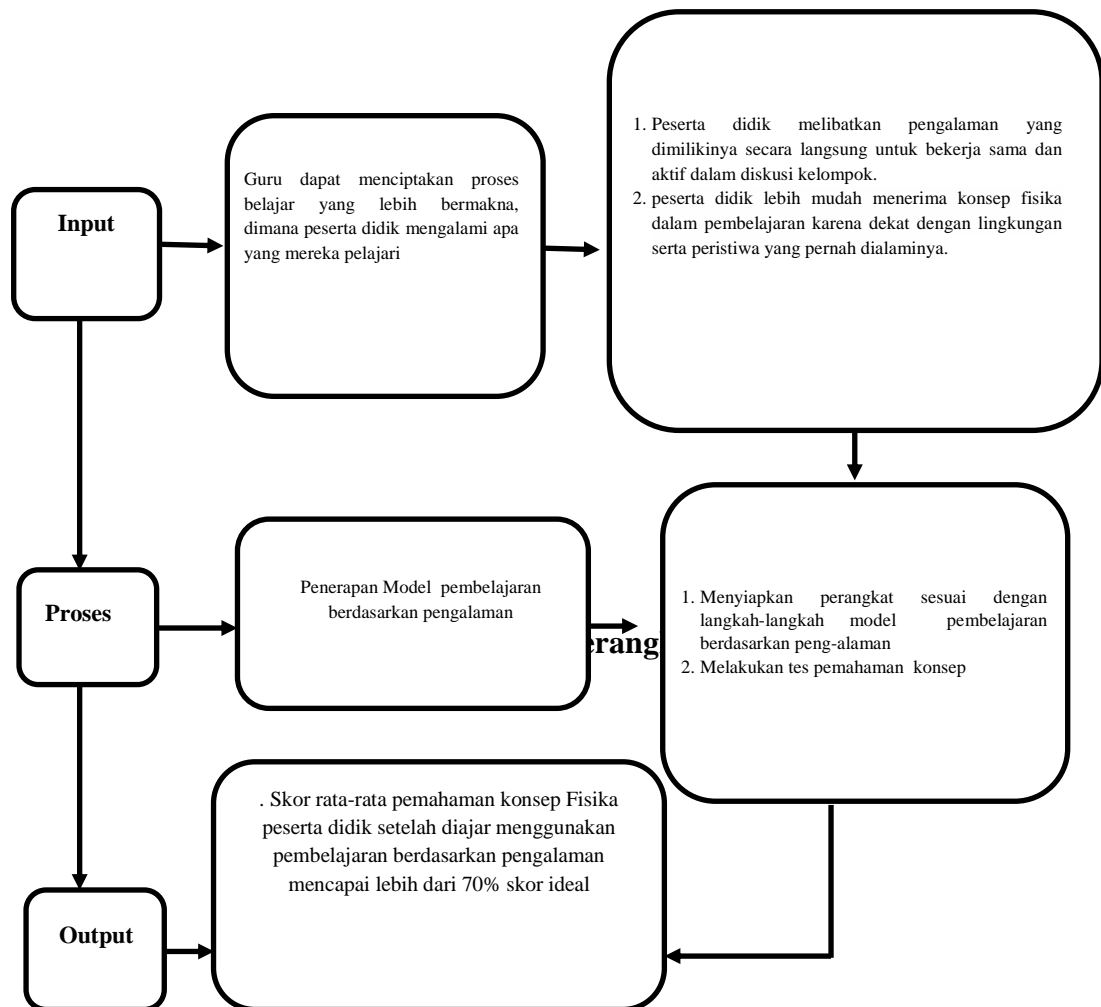 Input
Guru dapat menciptakan proses
belajar yang lebih bermakna,
dimana peserta didik mengalami apa
yang mereka pelajari
1. Peserta didik melibatkan pengalaman yang
dimilikinya secara langsung untuk bekerja sama dan
aktif dalam diskusi kelompok.
2. peserta didik lebih mudah menerima konsep fisika
dalam pembelajaran karena dekat dengan lingkungan
serta peristiwa yang pernah dialaminya.
Proses
Penerapan Model pembelajaran
berdasarkan pengalaman
1. Menyiapkan perangkat sesuai dengan
langkah-langkah model pembelajaran
berdasarkan peng-alaman
2. Melakukan tes pemahaman konsep
Output
. Skor rata-rata pemahaman konsep Fisika
peserta didik setelah diajar menggunakan
pembelajaran berdasarkan pengalaman
mencapai lebih dari 70% skor ideal